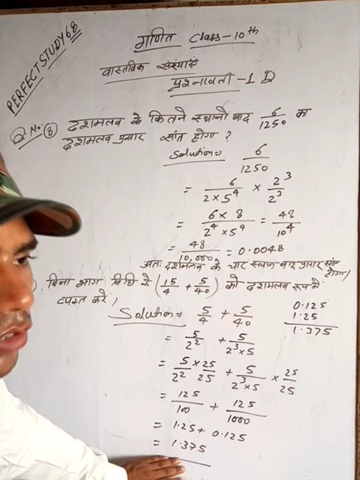 PERFECT STUDY 68
गणित Class-10th
वास्तविक संख्याएँ
प्रश्नावली-1 D
Q.No. 8 दशमलव के कितने स्थानों बाद 6/1250 का
दशमलव प्रसार सांत होगा?
Solution= 6/1250
= 6/2×5⁴ × 2³/2³
= 6×8/2⁴×5⁴ = 48/10⁴
= 48/10,000 = 0.0048
अतः दशमलव के चार स्थान बाद प्रसार सांत होगा।
बिना भाग विधि से (15/4 + 5/40) को दशमलव रूप में
व्यक्त करें।
Solution= 5/4 + 5/40
= 5/2² + 5/2³×5
= 5/2² × 25/25 + 5/2³×5 × 25/25
= 125/100 + 125/1000
= 1.25 + 0.125
= 1.375
0.125
1.25
1.375